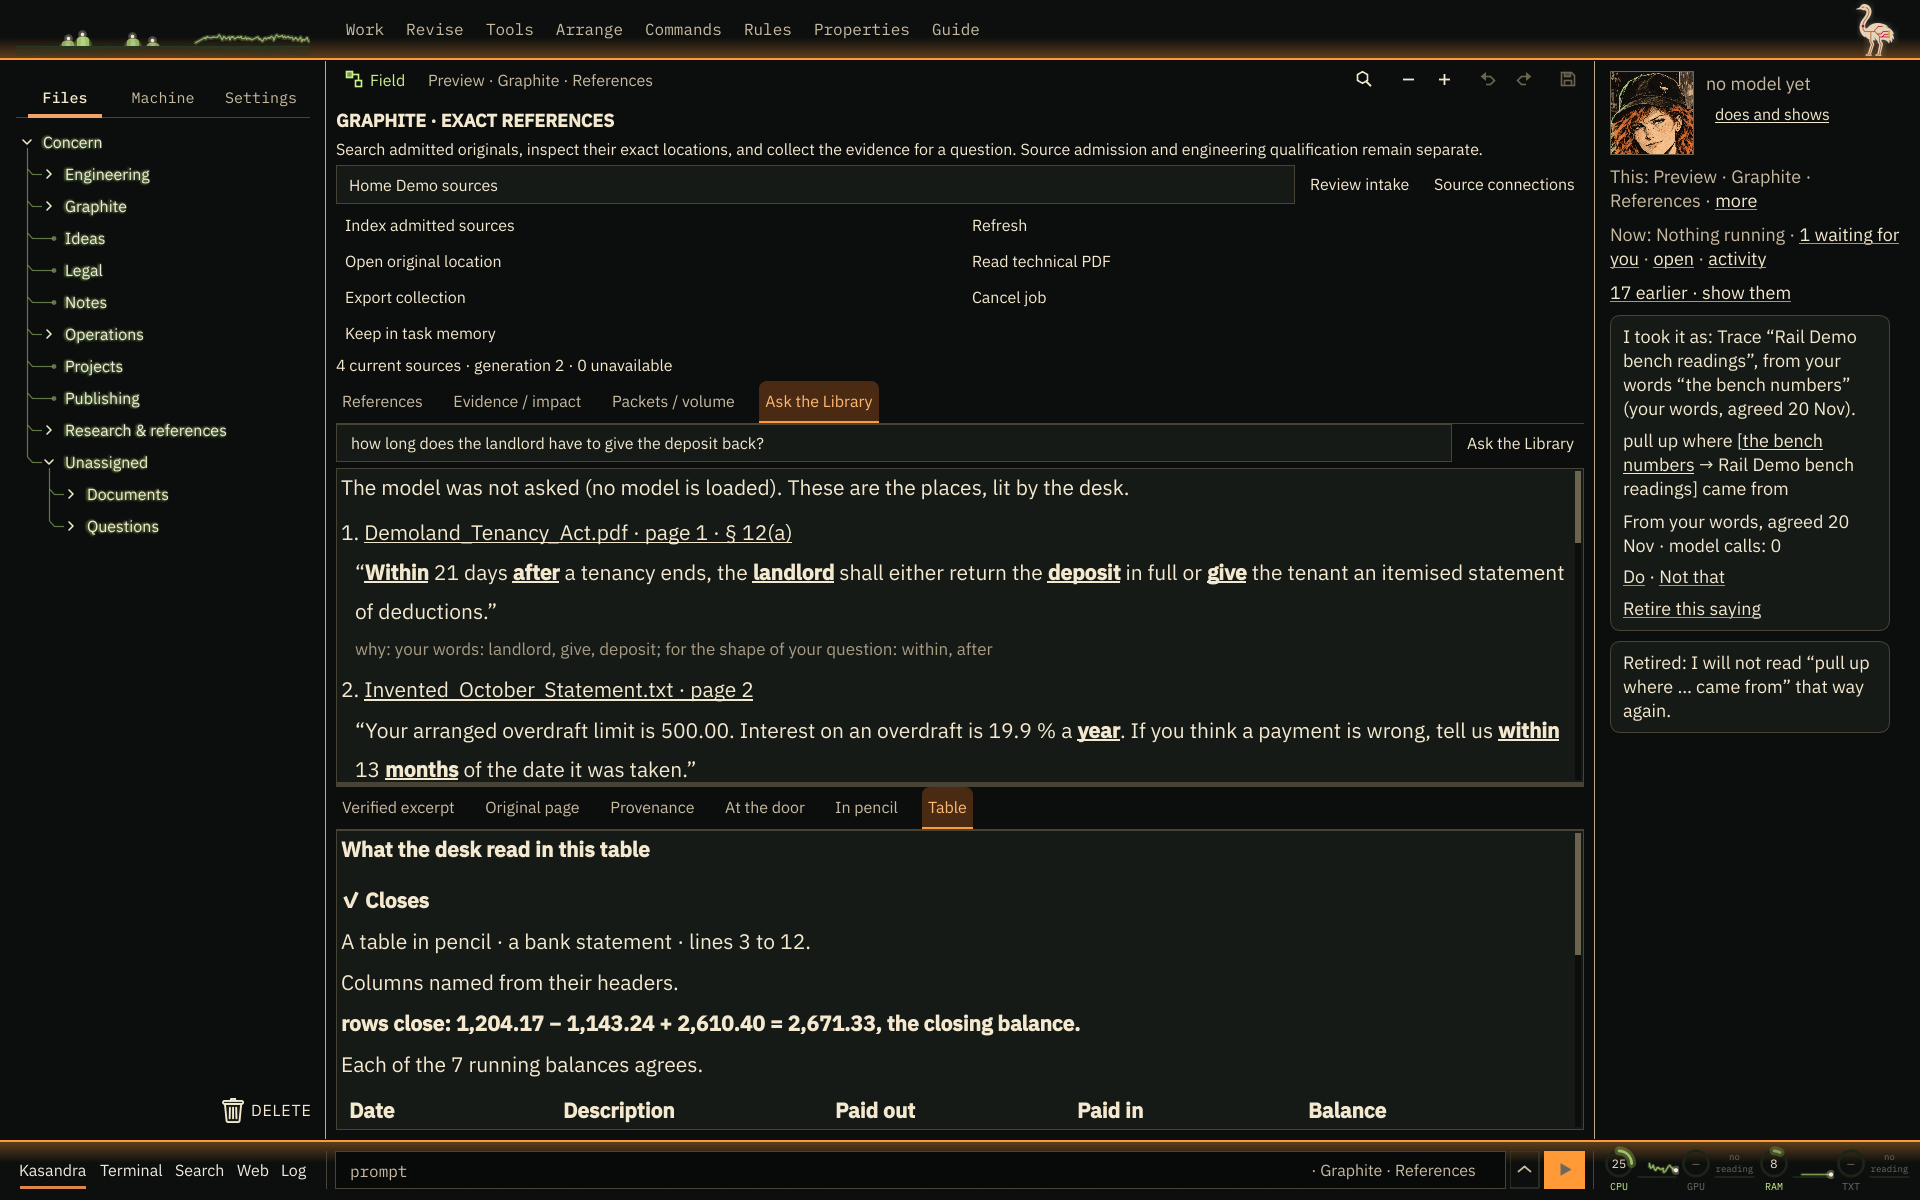 Work Revise Tools Arrange Commands Rules Properties Guide
Files Machine Settings
Concern
Engineering
Graphite
Ideas
Legal
Notes
Operations
Projects
Publishing
Research & references
Unassigned
Documents
Questions
DELETE
Field Preview · Graphite · References
GRAPHITE · EXACT REFERENCES
Search admitted originals, inspect their exact locations, and collect the evidence for a question. Source admission and engineering qualification remain separate.
Home Demo sources Review intake Source connections
Index admitted sources Refresh
Open original location Read technical PDF
Export collection Cancel job
Keep in task memory
4 current sources · generation 2 · 0 unavailable
References Evidence / impact Packets / volume Ask the Library
how long does the landlord have to give the deposit back? Ask the Library
The model was not asked (no model is loaded). These are the places, lit by the desk.
1. Demoland_Tenancy_Act.pdf · page 1 · § 12(a)
“Within 21 days after a tenancy ends, the landlord shall either return the deposit in full or give the tenant an itemised statement
of deductions.”
why: your words: landlord, give, deposit; for the shape of your question: within, after
2. Invented_October_Statement.txt · page 2
“Your arranged overdraft limit is 500.00. Interest on an overdraft is 19.9 % a year. If you think a payment is wrong, tell us within
13 months of the date it was taken.”
Verified excerpt Original page Provenance At the door In pencil Table
What the desk read in this table
✓ Closes
A table in pencil · a bank statement · lines 3 to 12.
Columns named from their headers.
rows close: 1,204.17 − 1,143.24 + 2,610.40 = 2,671.33, the closing balance.
Each of the 7 running balances agrees.
Date Description Paid out Paid in Balance
no model yet
does and shows
This: Preview · Graphite ·
References · more
Now: Nothing running · 1 waiting for
you · open · activity
17 earlier · show them
I took it as: Trace “Rail Demo
bench readings”, from your
words “the bench numbers”
(your words, agreed 20 Nov).
pull up where [the bench
numbers → Rail Demo bench
readings] came from
From your words, agreed 20
Nov · model calls: 0
Do · Not that
Retire this saying
Retired: I will not read “pull up
where ... came from” that way
again.
Kasandra Terminal Search Web Log
prompt · Graphite · References
25 CPU
– GPU no reading
8 RAM
– TXT no reading